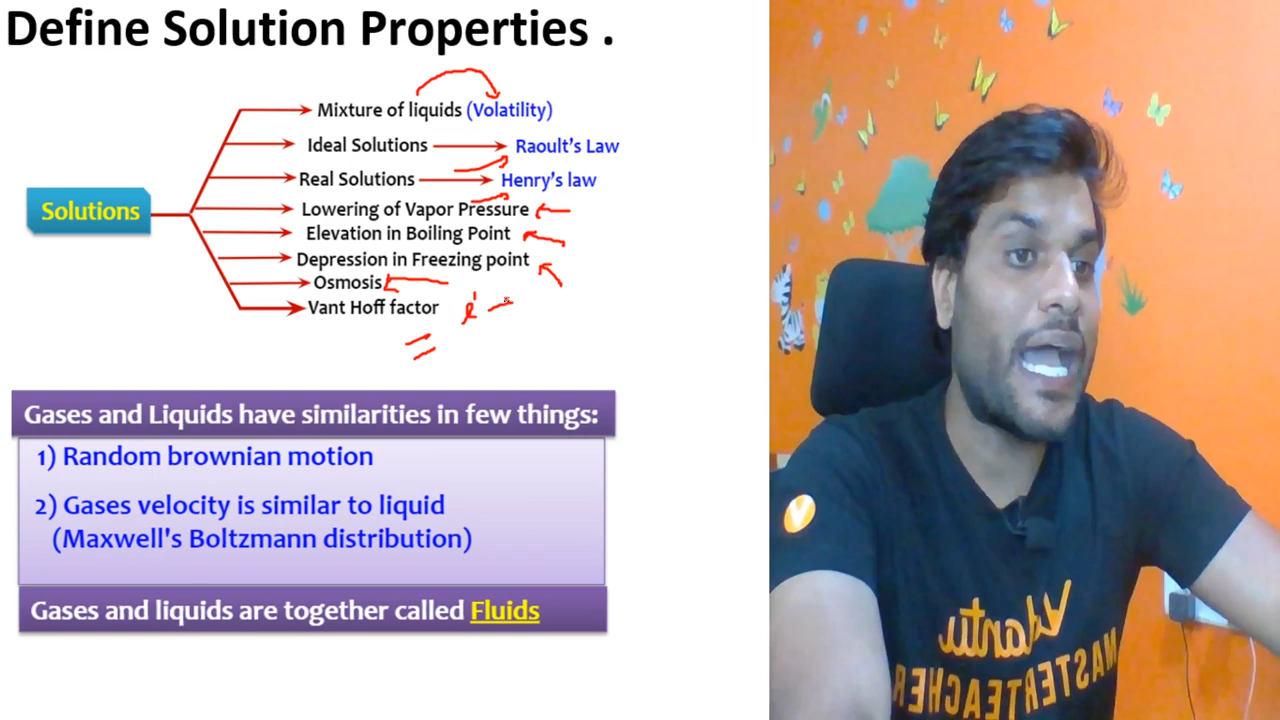 Define Solution Properties .
Mixture of liquids (Volatility)
Ideal Solutions Raoult's Law
Real Solutions Henry's law
Solutions
Lowering of Vapor Pressure
Elevation in Boiling Point
Depression in Freezing point
Osmosis
Vant Hoff factor i
Gases and Liquids have similarities in few things:
1) Random brownian motion
2) Gases velocity is similar to liquid
(Maxwell's Boltzmann distribution)
Gases and liquids are together called Fluids
V
Vedantu
MASTERTEACHER